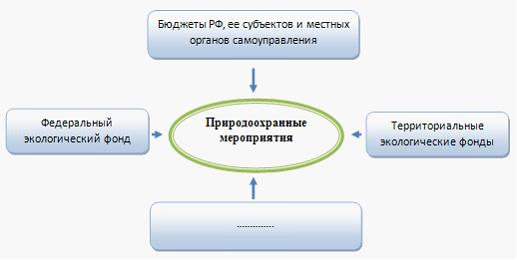 Бюджеты РФ, ее субъектов и местных
органов самоуправления
Федеральный
экологический фонд
Природоохранные
мероприятия
Территориальные
экологические фонды
--------------